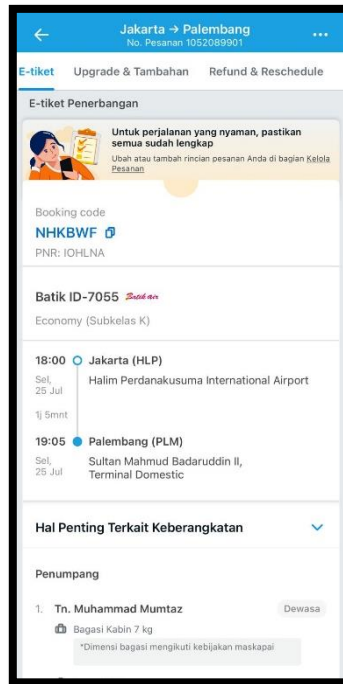 Jakarta → Palembang
No. Pesanan 1052089901
E-tiket Upgrade & Tambahan Refund & Reschedule
E-tiket Penerbangan
Untuk perjalanan yang nyaman, pastikan
semua sudah lengkap
Ubah atau tambah rincian pesanan Anda di bagian Kelola
Pesanan
Booking code
NHKBWF
PNR: IOHLNA
Batik ID-7055 Batik air
Economy (Subkelas K)
18:00 Jakarta (HLP)
Sel, Halim Perdanakusuma International Airport
25 Jul
1j 5mnt
19:05 Palembang (PLM)
Sel, Sultan Mahmud Badaruddin II,
25 Jul Terminal Domestic
Hal Penting Terkait Keberangkatan
Penumpang
1. Tn. Muhammad Mumtaz Dewasa
Bagasi Kabin 7 kg
*Dimensi bagasi mengikuti kebijakan maskapai